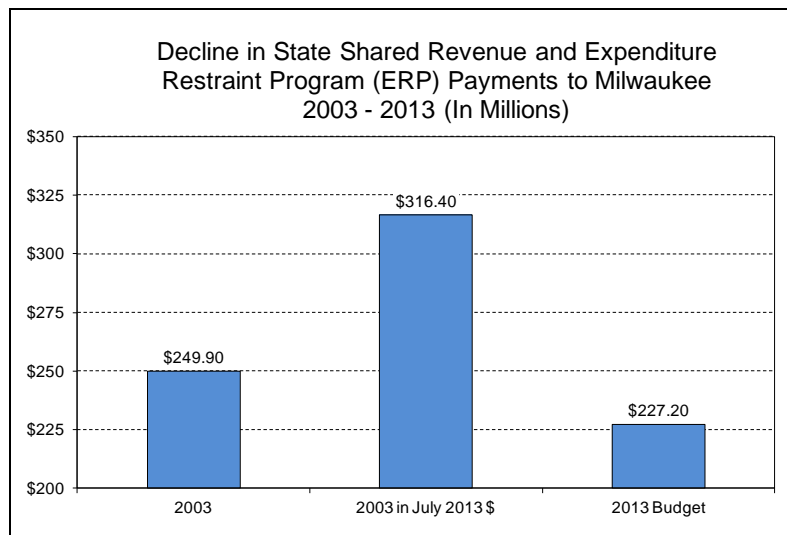 Decline in State Shared Revenue and Expenditure
Restraint Program (ERP) Payments to Milwaukee
2003 - 2013 (In Millions)
$350
$325
$316.40
$300
$275
$249.90
$250
$227.20
$225
$200
2003
2003 in July 2013 $
2013 Budget